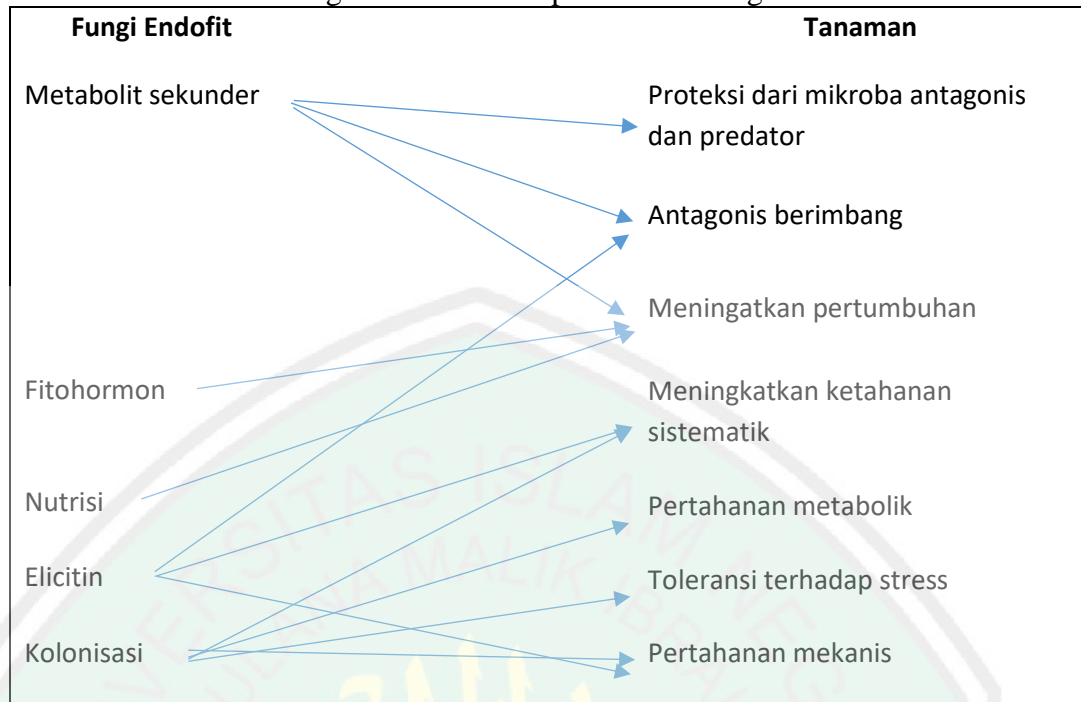 Fungi Endofit
Tanaman
Metabolit sekunder
Proteksi dari mikroba antagonis
dan predator
Antagonis berimbang
Meningatkan pertumbuhan
Fitohormon
Meningkatkan ketahanan
sistematik
Nutrisi
Pertahanan metabolik
Elicitin
Toleransi terhadap stress
Kolonisasi
Pertahanan mekanis